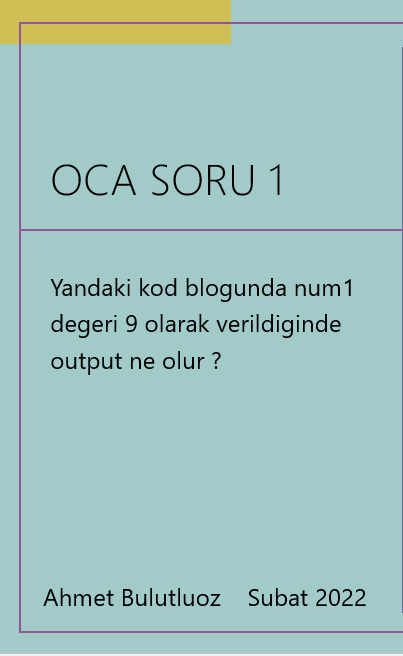 OCA SORU 1
Yandaki kod blogunda num1
degeri 9 olarak verildiginde
output ne olur ?
Ahmet Bulutluoz Subat 2022